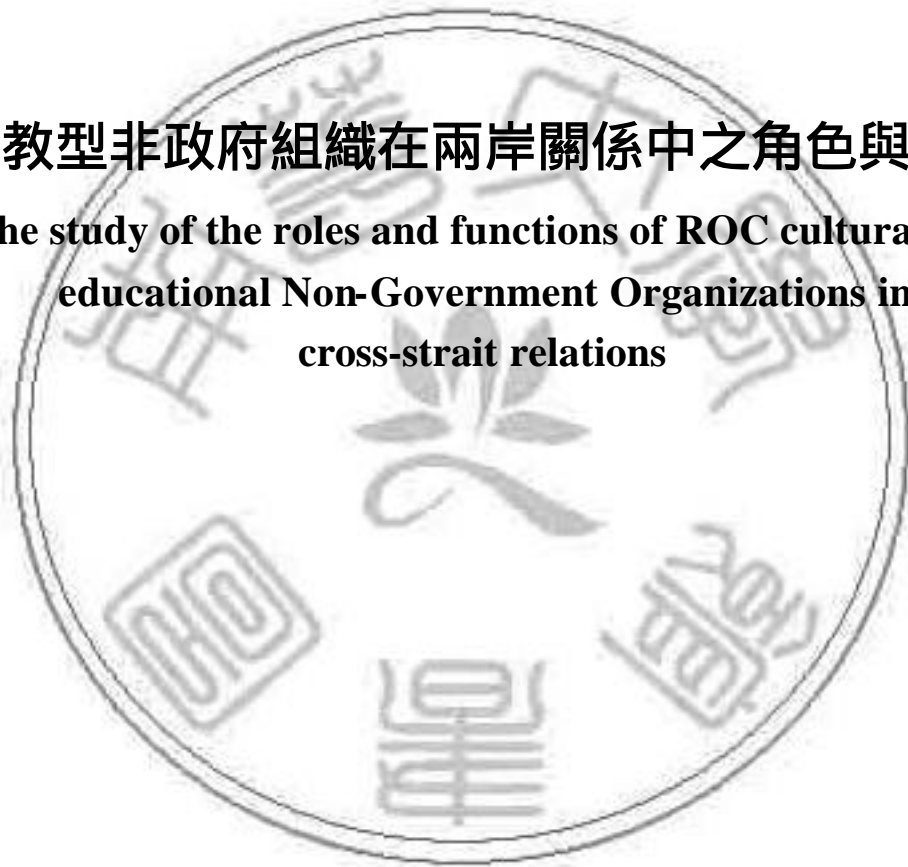 教型非政府組織在兩岸關係中之角色與
he study of the roles and functions of ROC cultura
educational Non-Government Organizations in
cross-strait relations